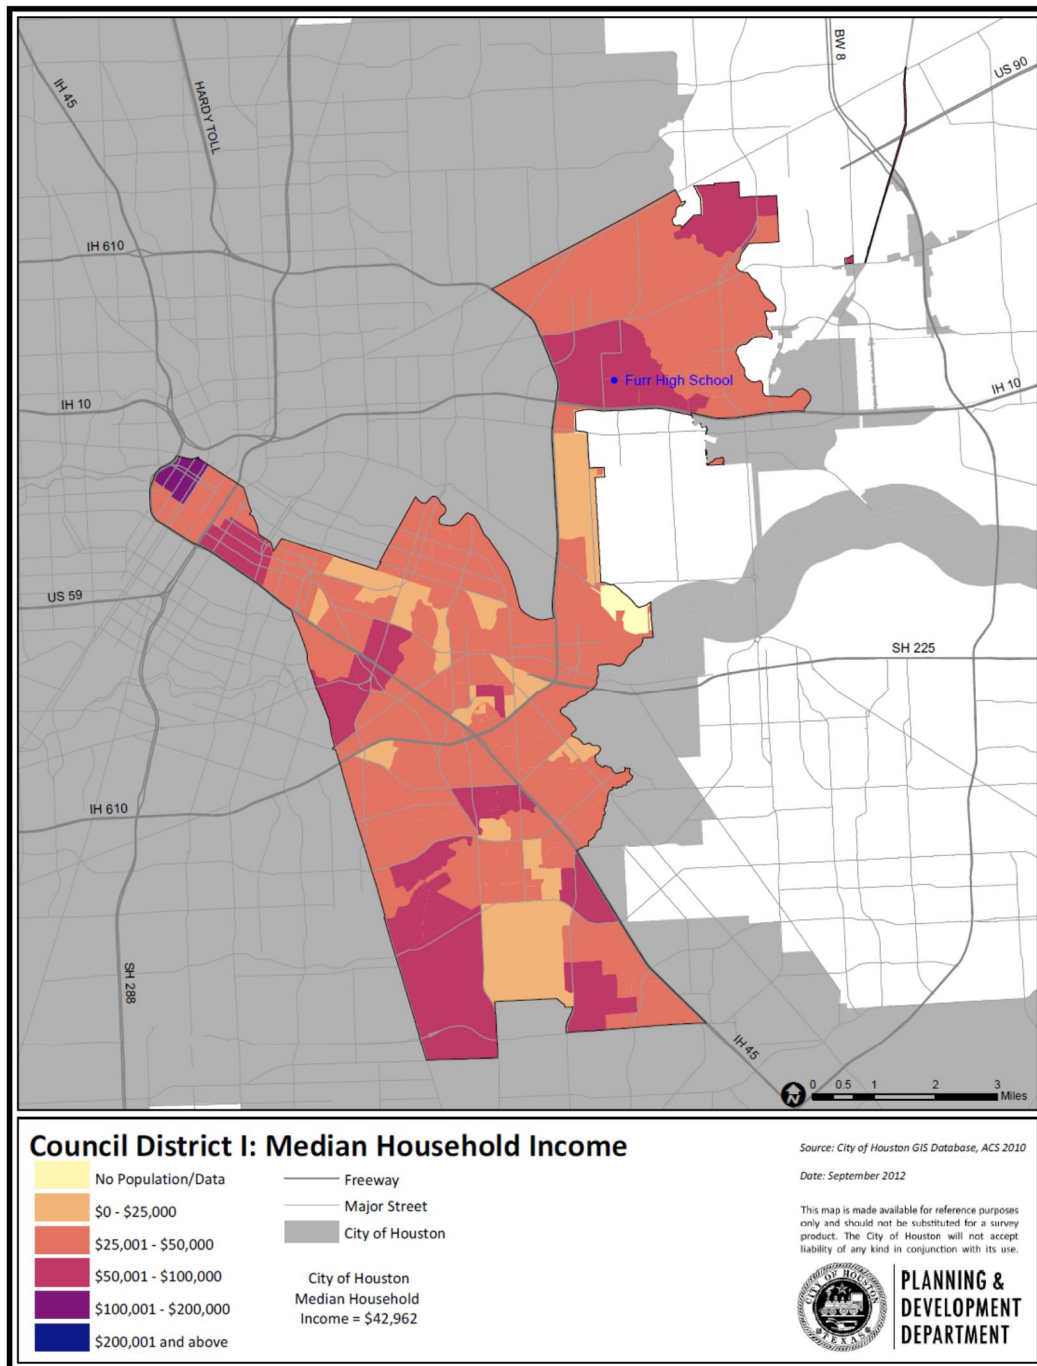 BW 8
US 90
IH 45
HARDY TOLL
IH 610
Furr High School
IH 10
IH 10
US 59
SH 225
IH 610
SH 288
IH 45
N
0 0.5 1 2 3
Miles
Council District I: Median Household Income
No Population/Data
$0 - $25,000
$25,001 - $50,000
$50,001 - $100,000
$100,001 - $200,000
$200,001 and above
Freeway
Major Street
City of Houston
City of Houston
Median Household
Income = $42,962
Source: City of Houston GIS Database, ACS 2010
Date: September 2012
This map is made available for reference purposes
only and should not be substituted for a survey
product. The City of Houston will not accept
liability of any kind in conjunction with its use.
CITY OF HOUSTON
TEXAS
PLANNING &
DEVELOPMENT
DEPARTMENT